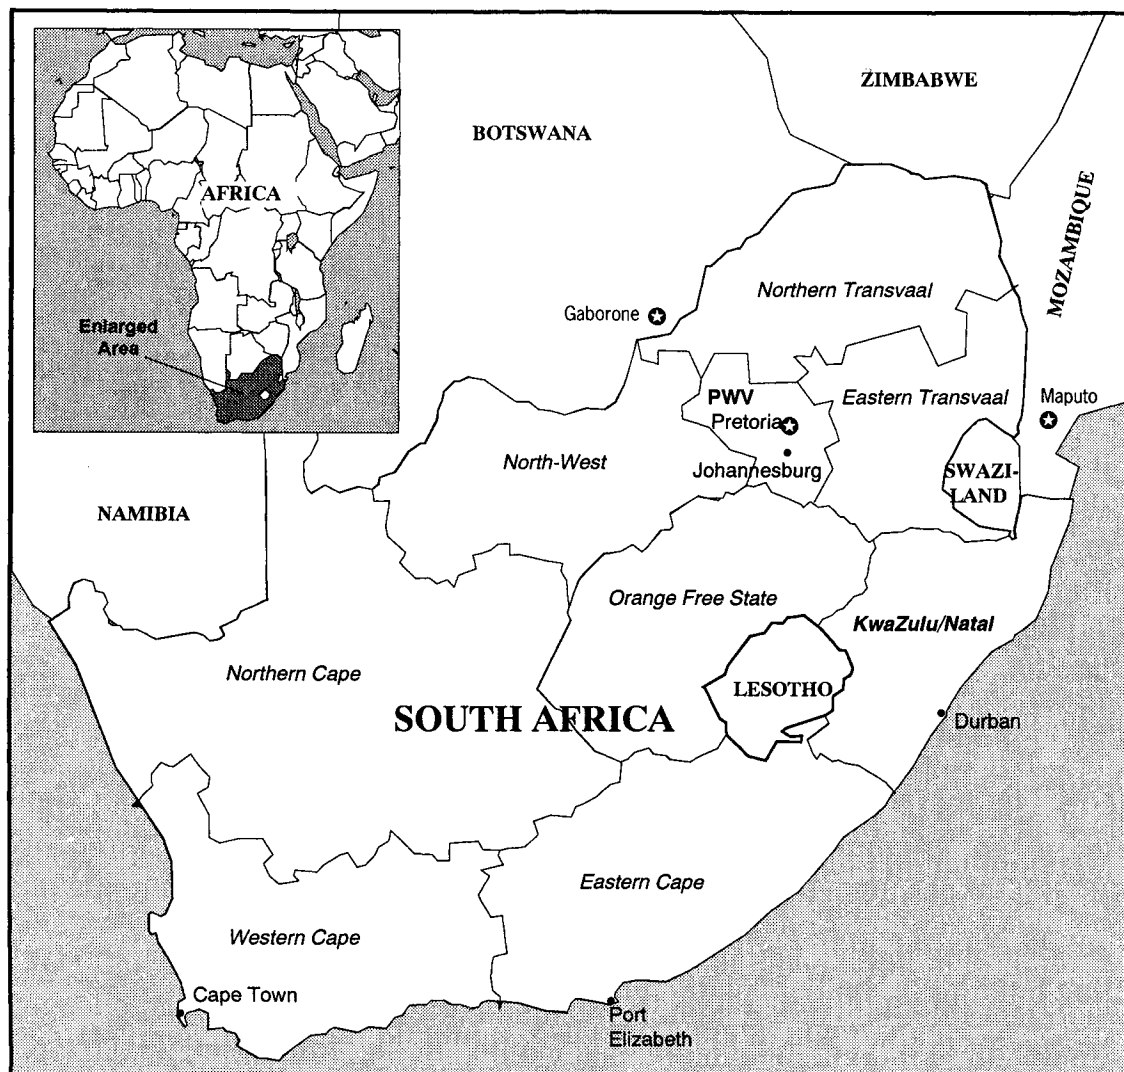 ZIMBABWE
BOTSWANA
AFRICA
MOZAMBIQUE
Northern Transvaal
Gaborone
Enlarged
Area
PWV
Eastern Transvaal
Maputo
Pretoria
North-West
Johannesburg
SWAZI-
LAND
NAMIBIA
Orange Free State
KwaZulu/Natal
Northern Cape
LESOTHO
SOUTH AFRICA
Durban
Eastern Cape
Western Cape
Cape Town
Port
Elizabeth